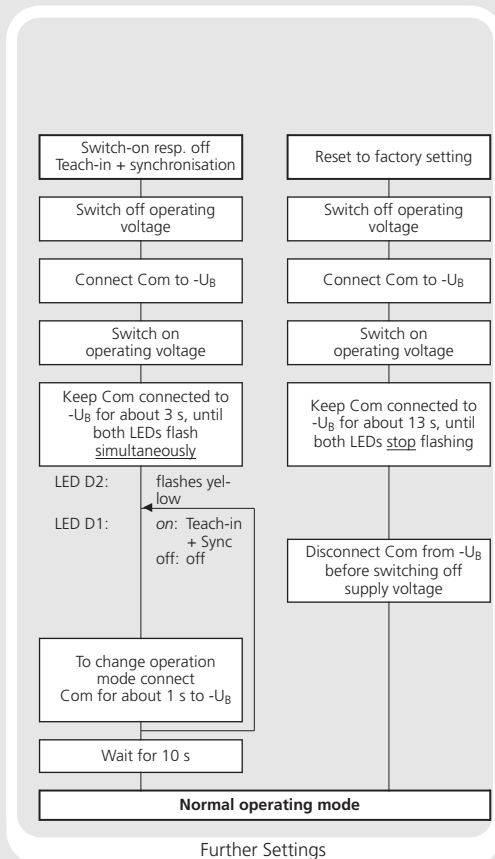 Switch-on resp. off
Teach-in + synchronisation
Switch off operating
voltage
Connect Com to -UB
Switch on
operating voltage
Keep Com connected to
-UB for about 3 s, until
both LEDs flash
simultaneously
LED D2: flashes yel-
low
LED D1: on: Teach-in
+ Sync
off: off
To change operation
mode connect
Com for about 1 s to -UB
Wait for 10 s
Reset to factory setting
Switch off operating
voltage
Connect Com to -UB
Switch on
operating voltage
Keep Com connected to
-UB for about 13 s, until
both LEDs stop flashing
Disconnect Com from -UB
before switching off
supply voltage
Normal operating mode
Further Settings